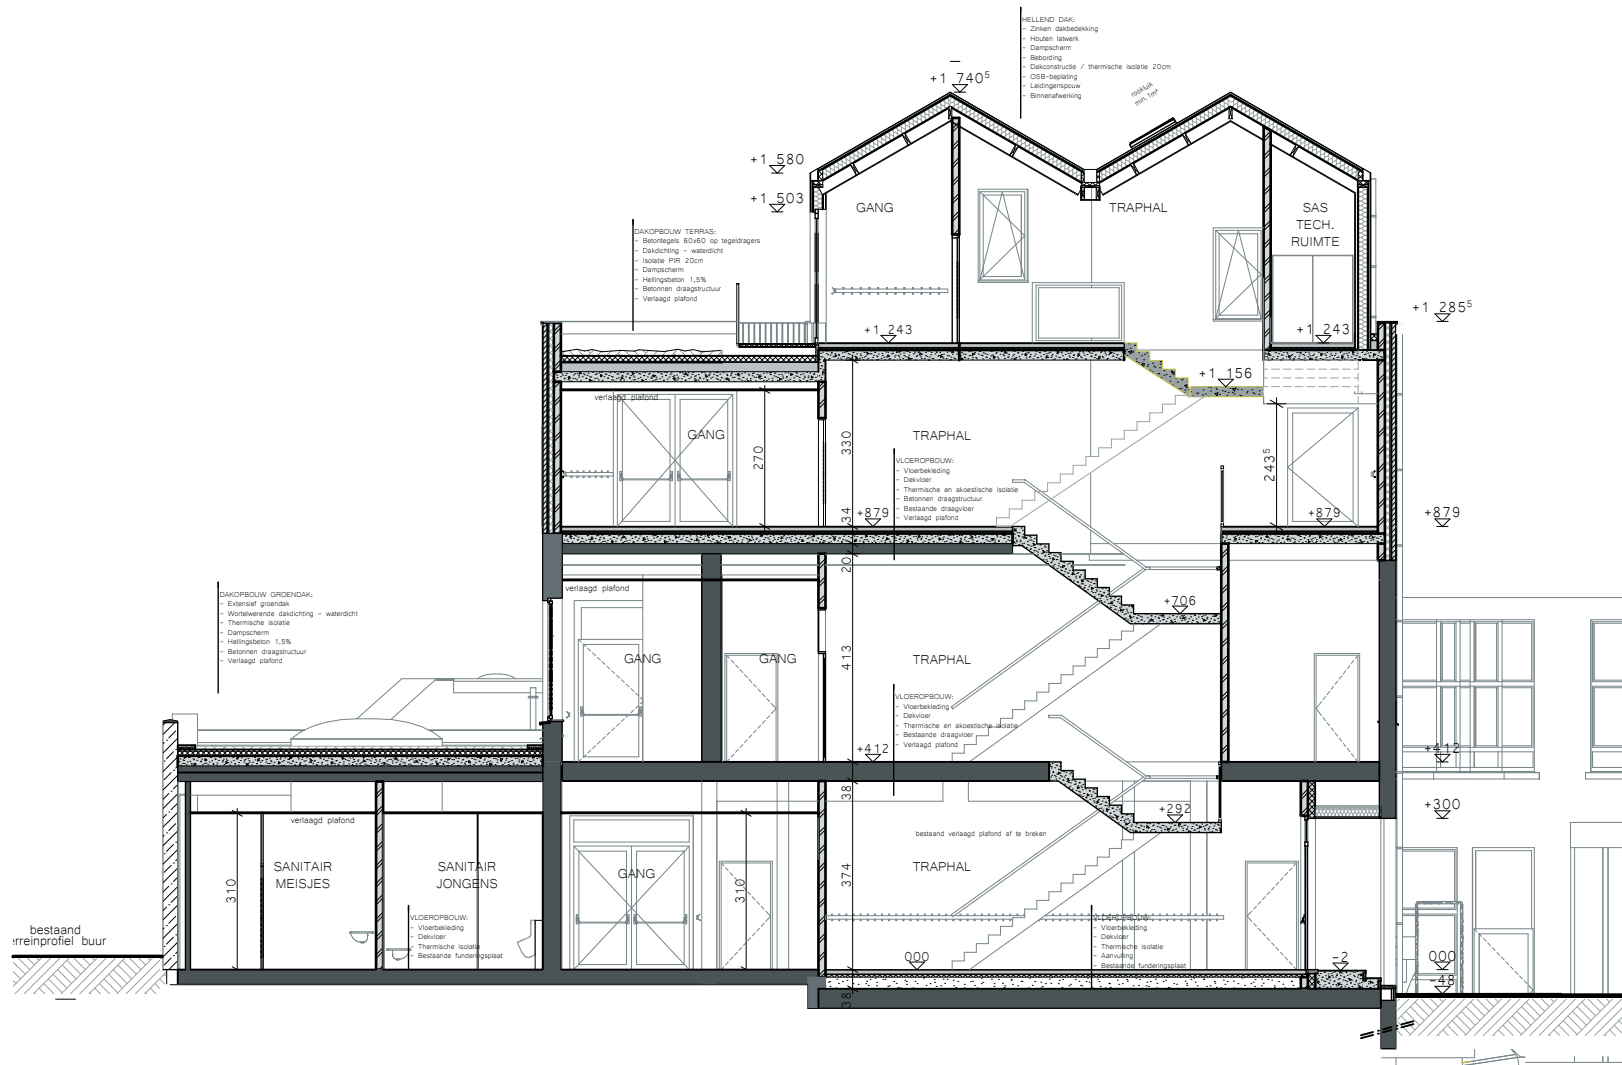 HELLEND DAK:
- Zinken dakbedekking
- Houten latwerk
- Dampscherm
- Bebording
- Dakconstructie / thermische isolatie 20cm
- OSB-beplating
- Leidingenspouw
- Binnenafwerking
rookluik
min. 1m²
+1 740⁵
+1 580
+1 503
GANG
TRAPHAL
SAS
TECH.
RUIMTE
DAKOPBOUW TERRAS:
- Betontegels 60x60 op tegeldragers
- Dakdichting - waterdicht
- Isolatie PIR 20cm
- Dampscherm
- Hellingsbeton 1,5%
- Betonnen draagstructuur
- Verlaagd plafond
+1 285⁵
+1 243
+1 243
+1 156
verlaagd plafond
GANG
270
330
TRAPHAL
243⁵
VLOEROPBOUW:
- Vloerbekleding
- Dekvloer
- Thermische en akoestische isolatie
- Betonnen draagstructuur
- Bestaande draagvloer
- Verlaagd plafond
34
+879
+879
+879
20
verlaagd plafond
DAKOPBOUW GROENDAK:
- Extensief groendak
- Wortelwerende dakdichting - waterdicht
- Thermische isolatie
- Dampscherm
- Hellingsbeton 1,5%
- Betonnen draagstructuur
- Verlaagd plafond
+706
GANG
GANG
413
TRAPHAL
VLOEROPBOUW:
- Vloerbekleding
- Dekvloer
- Thermische en akoestische isolatie
- Bestaande draagvloer
- Verlaagd plafond
+412
+412
38
+292
+300
verlaagd plafond
bestaand verlaagd plafond af te breken
310
SANITAIR
MEISJES
SANITAIR
JONGENS
GANG
310
374
TRAPHAL
VLOEROPBOUW:
- Vloerbekleding
- Dekvloer
- Thermische isolatie
- Bestaande funderingsplaat
VLOEROPBOUW:
- Vloerbekleding
- Dekvloer
- Thermische isolatie
- Aanvulling
- Bestaande funderingsplaat
bestaand
erreinprofiel buur
000
-2
000
-48
38